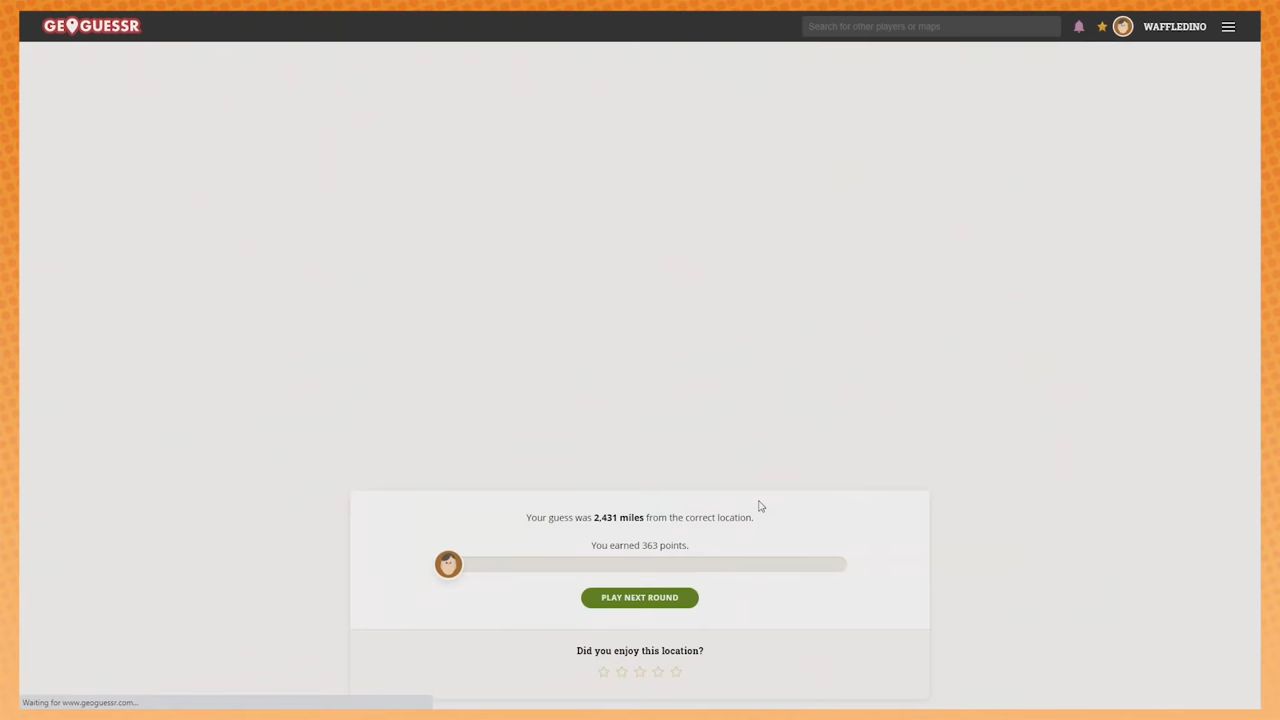 GEOGUESSR
Search for other players or maps
WAFFLEDINO
Your guess was 2,431 miles from the correct location.
You earned 363 points.
PLAY NEXT ROUND
Did you enjoy this location?
Waiting for www.geoguessr.com...